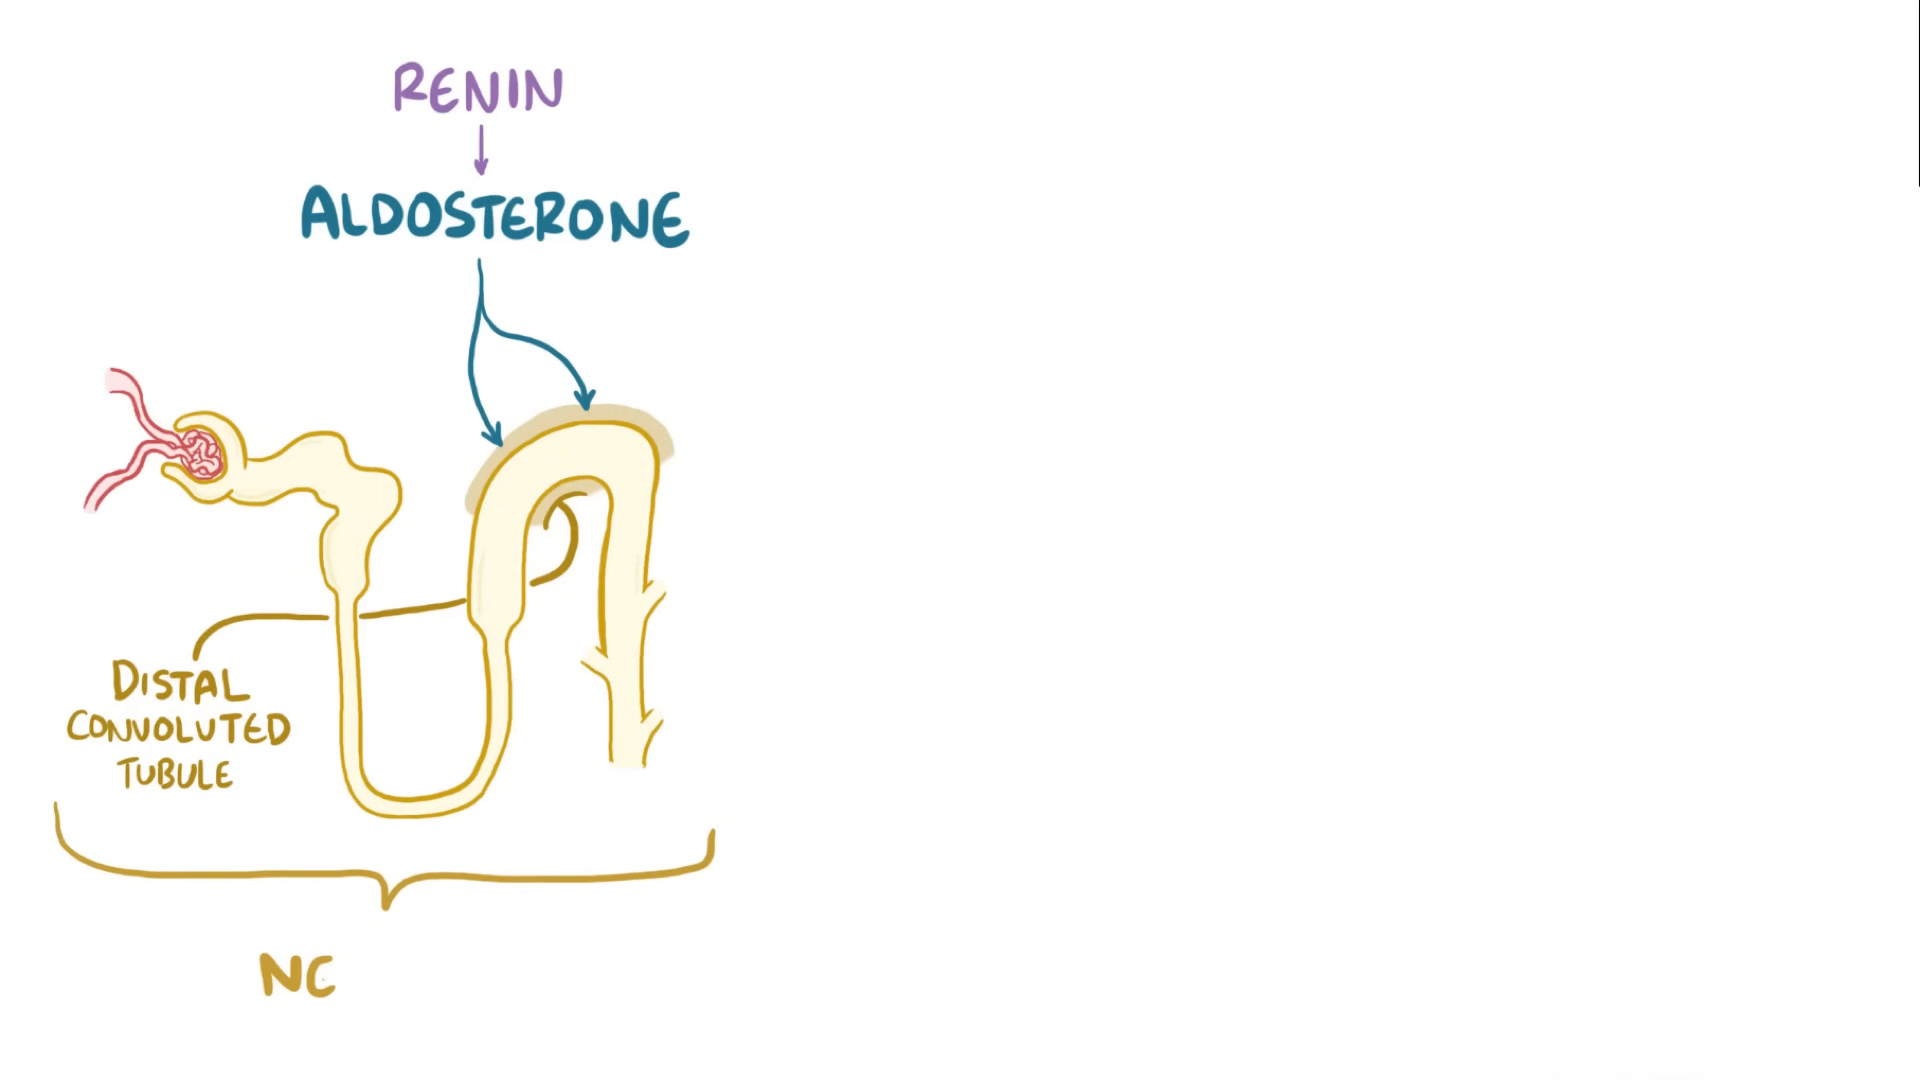 RENIN
ALDOSTERONE
DISTAL
CONVOLUTED
TUBULE
NC